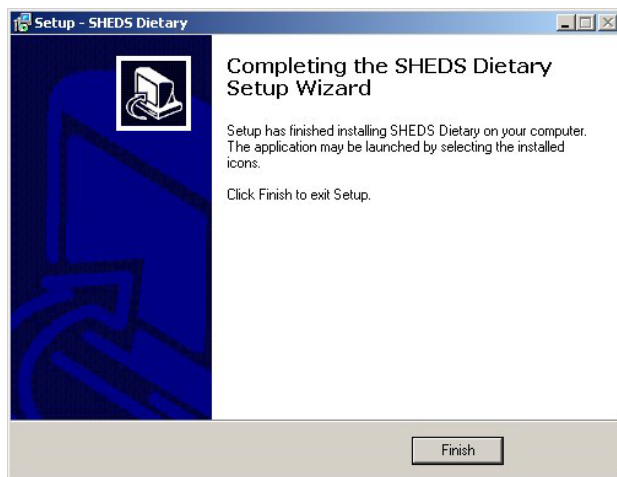 Setup - SHEDS Dietary
Completing the SHEDS Dietary
Setup Wizard
Setup has finished installing SHEDS Dietary on your computer.
The application may be launched by selecting the installed
icons.
Click Finish to exit Setup.
Finish